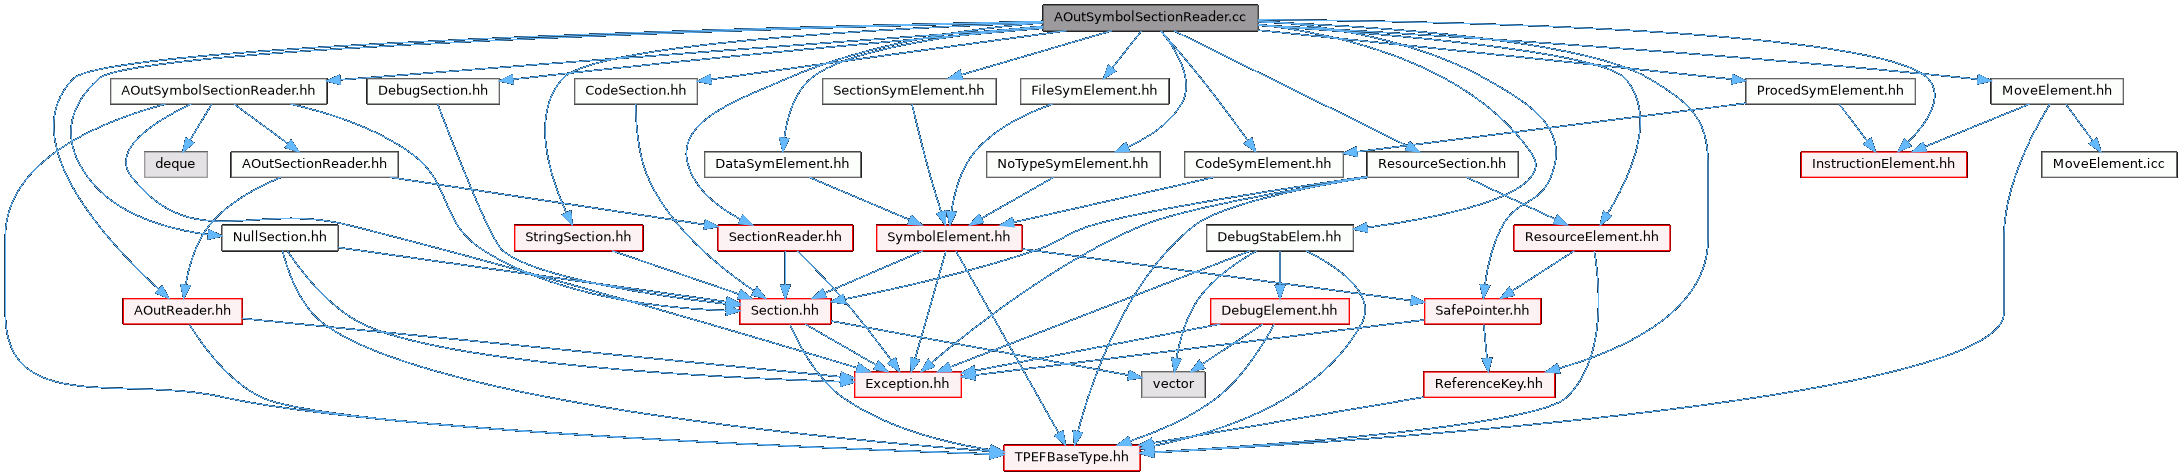 AOutSymbolSectionReader.cc
AOutSymbolSectionReader.hh
DebugSection.hh
CodeSection.hh
SectionSymElement.hh
FileSymElement.hh
ProcedSymElement.hh
MoveElement.hh
deque
AOutSectionReader.hh
DataSymElement.hh
NoTypeSymElement.hh
CodeSymElement.hh
ResourceSection.hh
InstructionElement.hh
MoveElement.icc
NullSection.hh
StringSection.hh
SectionReader.hh
SymbolElement.hh
DebugStabElem.hh
ResourceElement.hh
AOutReader.hh
Section.hh
DebugElement.hh
SafePointer.hh
Exception.hh
vector
ReferenceKey.hh
TPEFBaseType.hh